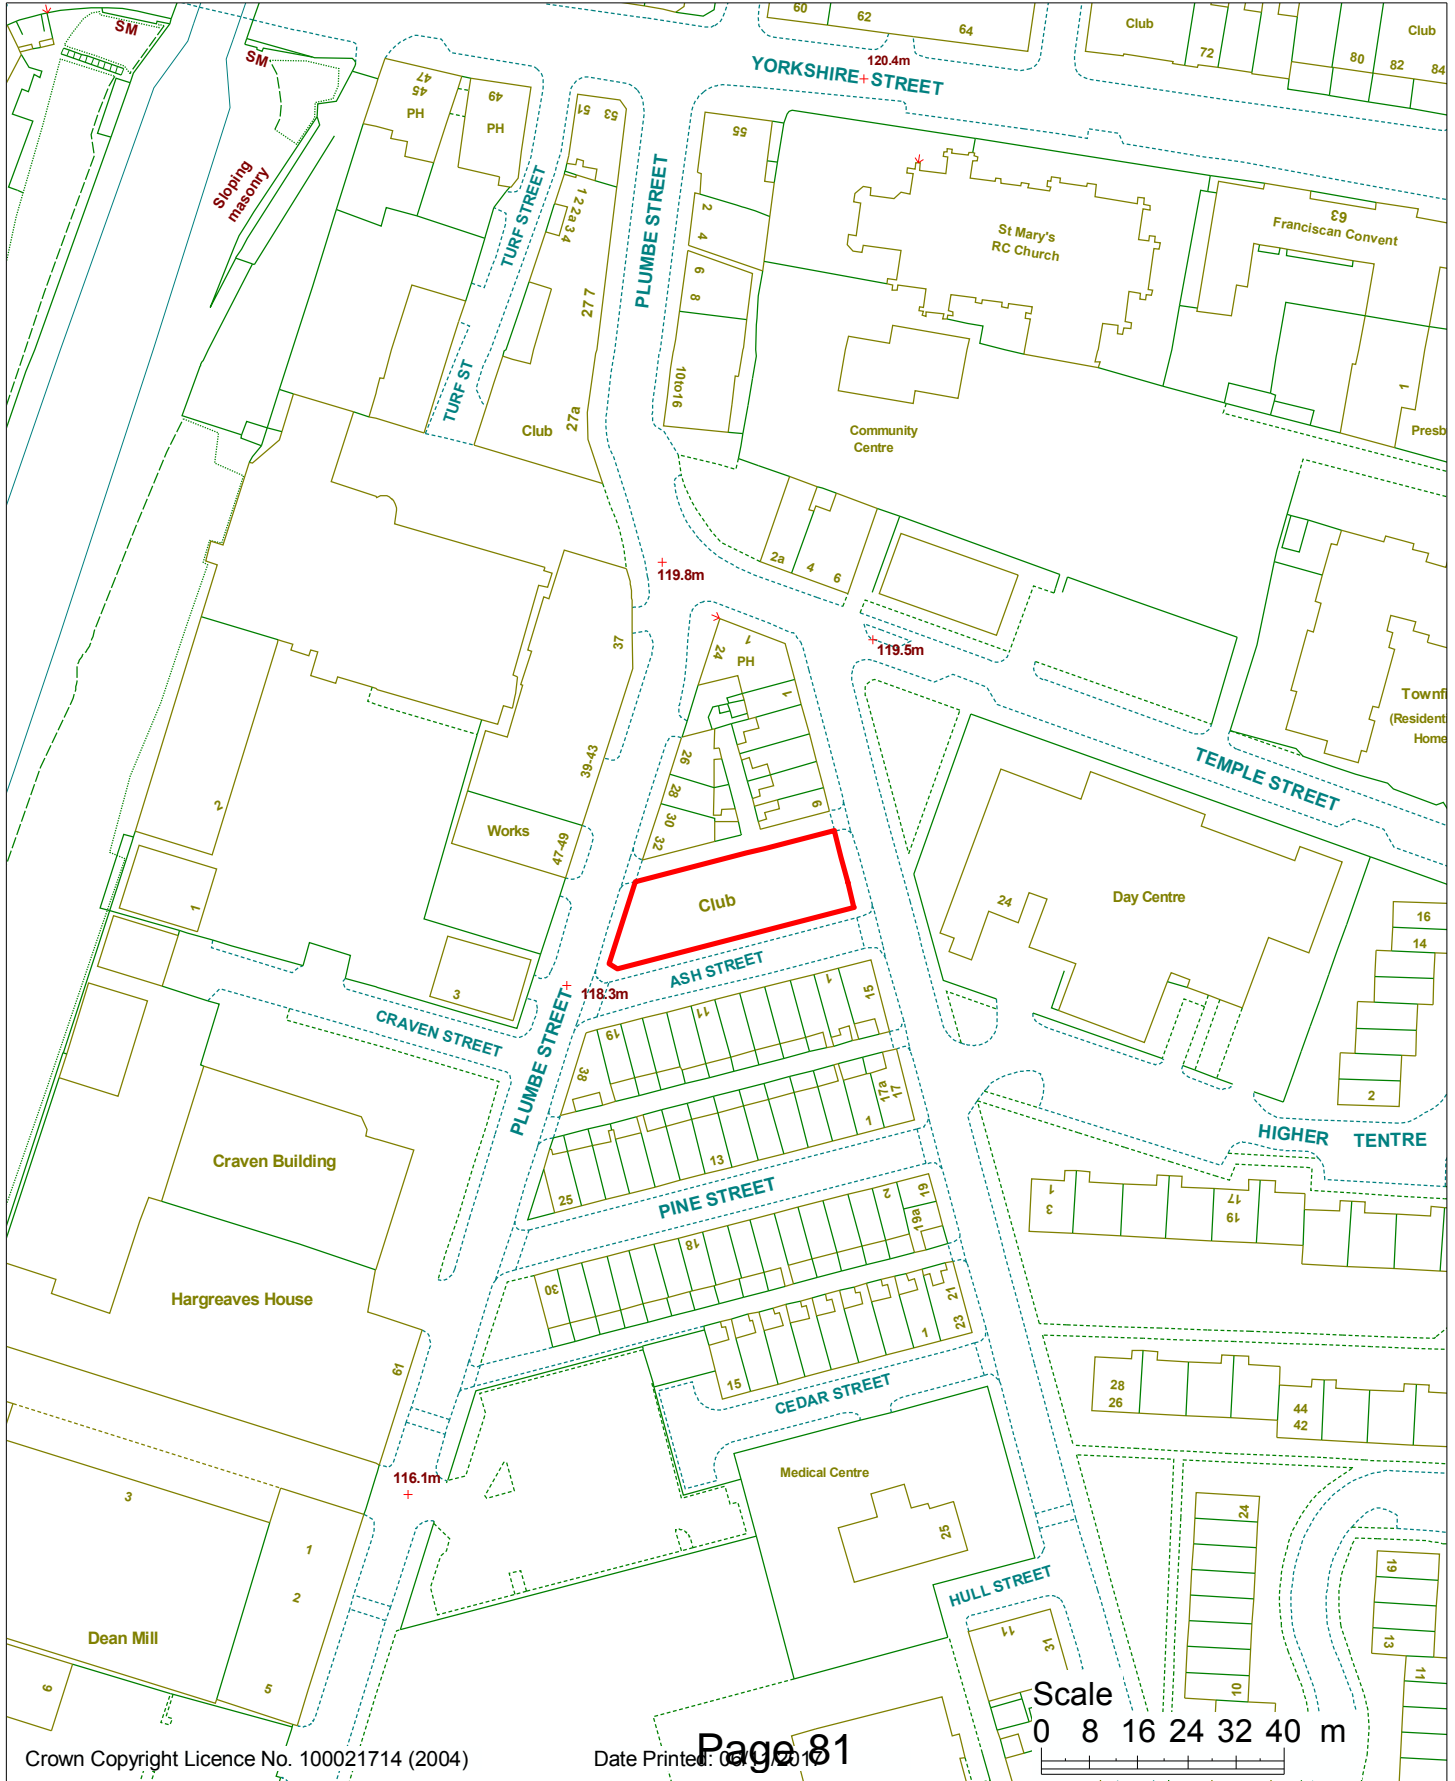 SM
SM
Sloping
masonry
47
45
PH
49
PH
51
53
60
62
64
120.4m
YORKSHIRE STREET
Club
72
80
82
84
Club
TURF STREET
TURF ST
1 2 2a 3 4
7 27
27a
Club
PLUMBE STREET
55
2
4
6
8
10to16
St Mary's
RC Church
63
Franciscan Convent
1
Presb
Community
Centre
2a
4
6
119.8m
119.5m
37
24
1
PH
1
26
28
30
32
9
39-43
Works
47-49
2
1
3
Club
ASH STREET
118.3m
CRAVEN STREET
PLUMBE STREET
TEMPLE STREET
Townfi
(Resident
Home
24
Day Centre
16
14
2
HIGHER TENTRE
19
11
1
15
38
17a
17
1
13
25
PINE STREET
2
19
19a
18
30
21
23
1
15
CEDAR STREET
Craven Building
Hargreaves House
61
116.1m
1
3
17
19
28
26
44
42
Medical Centre
25
HULL STREET
11
31
24
10
19
13
11
3
1
2
5
Dean Mill
9
Scale
0 8 16 24 32 40 m
Crown Copyright Licence No. 100021714 (2004)
Date Printed: 06/11/2017
Page 81